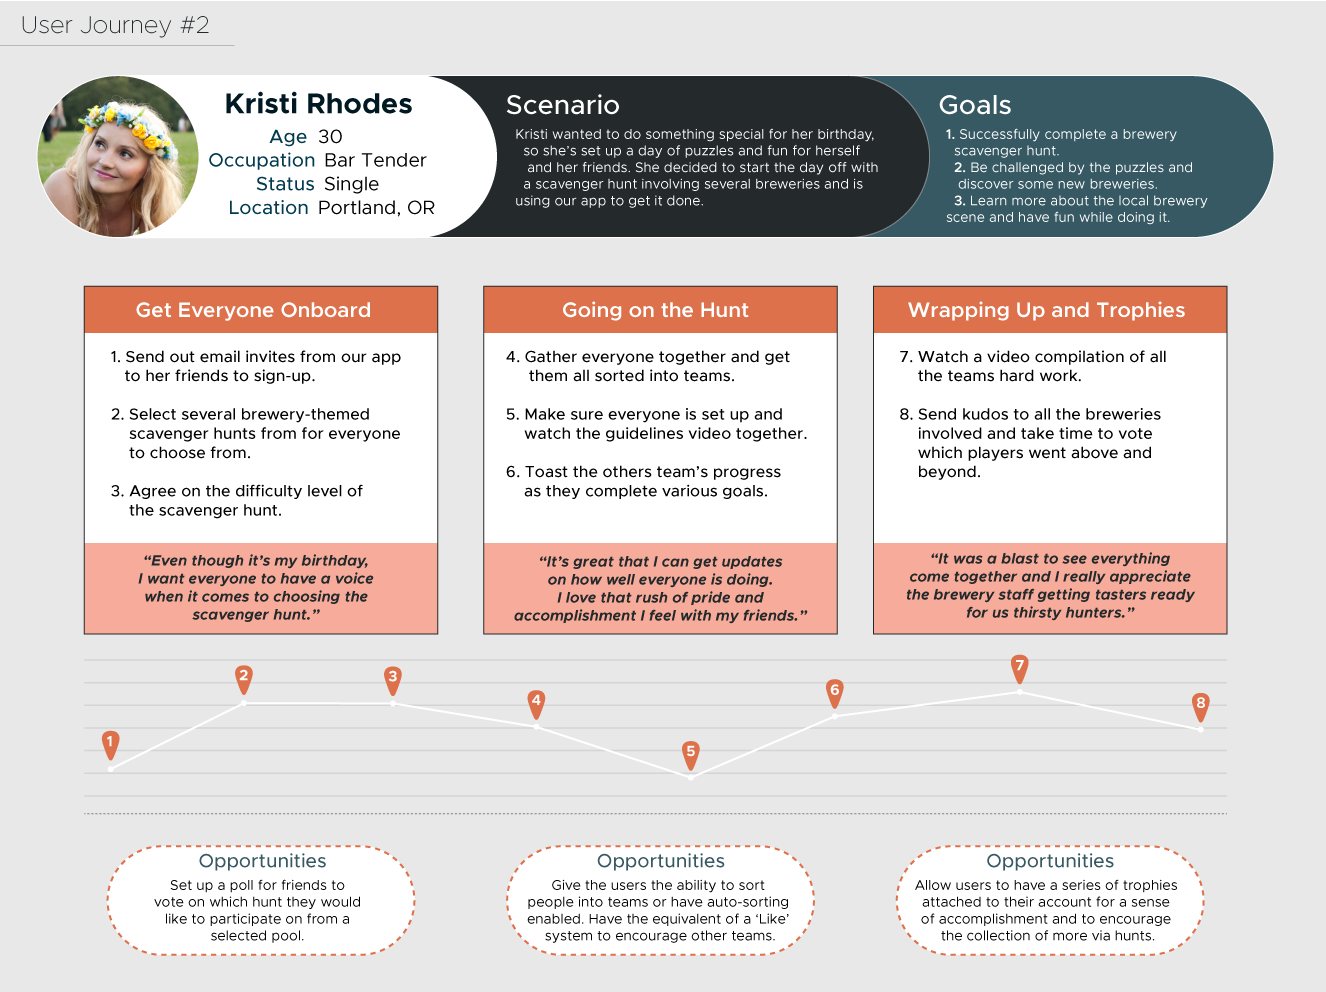 User Journey #2
Kristi Rhodes
Age 30
Occupation Bar Tender
Status Single
Location Portland, OR
Scenario
Kristi wanted to do something special for her birthday,
so she's set up a day of puzzles and fun for herself
and her friends. She decided to start the day off with
a scavenger hunt involving several breweries and is
using our app to get it done.
Goals
1. Successfully complete a brewery
scavenger hunt.
2. Be challenged by the puzzles and
discover some new breweries.
3. Learn more about the local brewery
scene and have fun while doing it.
Get Everyone Onboard
1. Send out email invites from our app
to her friends to sign-up.
2. Select several brewery-themed
scavenger hunts from for everyone
to choose from.
3. Agree on the difficulty level of
the scavenger hunt.
“Even though it’s my birthday,
I want everyone to have a voice
when it comes to choosing the
scavenger hunt.”
Going on the Hunt
4. Gather everyone together and get
them all sorted into teams.
5. Make sure everyone is set up and
watch the guidelines video together.
6. Toast the others team’s progress
as they complete various goals.
“It’s great that I can get updates
on how well everyone is doing.
I love that rush of pride and
accomplishment I feel with my friends.”
Wrapping Up and Trophies
7. Watch a video compilation of all
the teams hard work.
8. Send kudos to all the breweries
involved and take time to vote
which players went above and
beyond.
“It was a blast to see everything
come together and I really appreciate
the brewery staff getting tasters ready
for us thirsty hunters.”
1
2
3
4
5
6
7
8
Opportunities
Set up a poll for friends to
vote on which hunt they would
like to participate on from a
selected pool.
Opportunities
Give the users the ability to sort
people into teams or have auto-sorting
enabled. Have the equivalent of a ‘Like’
system to encourage other teams.
Opportunities
Allow users to have a series of trophies
attached to their account for a sense
of accomplishment and to encourage
the collection of more via hunts.